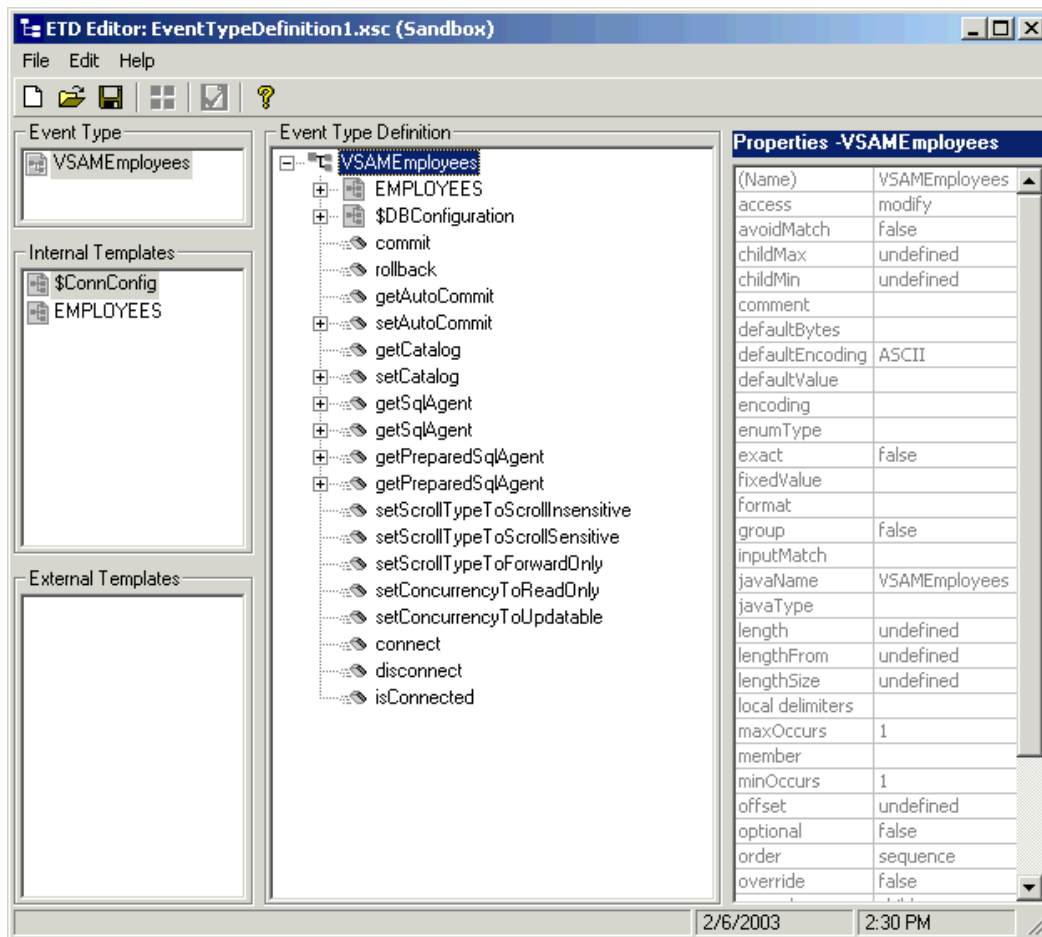 ETD Editor: EventTypeDefinition1.xsc (Sandbox)
File Edit Help
Event Type
VSAMEmployees
Internal Templates
$ConnConfig
EMPLOYEES
External Templates
Event Type Definition
VSAMEmployees
EMPLOYEES
$DBConfiguration
commit
rollback
getAutoCommit
setAutoCommit
getCatalog
setCatalog
getSqlAgent
getSqlAgent
getPreparedSqlAgent
getPreparedSqlAgent
setScrollTypeToScrollInsensitive
setScrollTypeToScrollSensitive
setScrollTypeToForwardOnly
setConcurrencyToReadOnly
setConcurrencyToUpdatable
connect
disconnect
isConnected
Properties -VSAMEmployees
(Name) VSAMEmployees
access modify
avoidMatch false
childMax undefined
childMin undefined
comment
defaultBytes
defaultEncoding ASCII
defaultValue
encoding
enumType
exact false
fixedValue
format
group false
inputMatch
javaName VSAMEmployees
javaType
length undefined
lengthFrom undefined
lengthSize undefined
local delimiters
maxOccurs 1
member
minOccurs 1
offset undefined
optional false
order sequence
override false
2/6/2003 2:30 PM